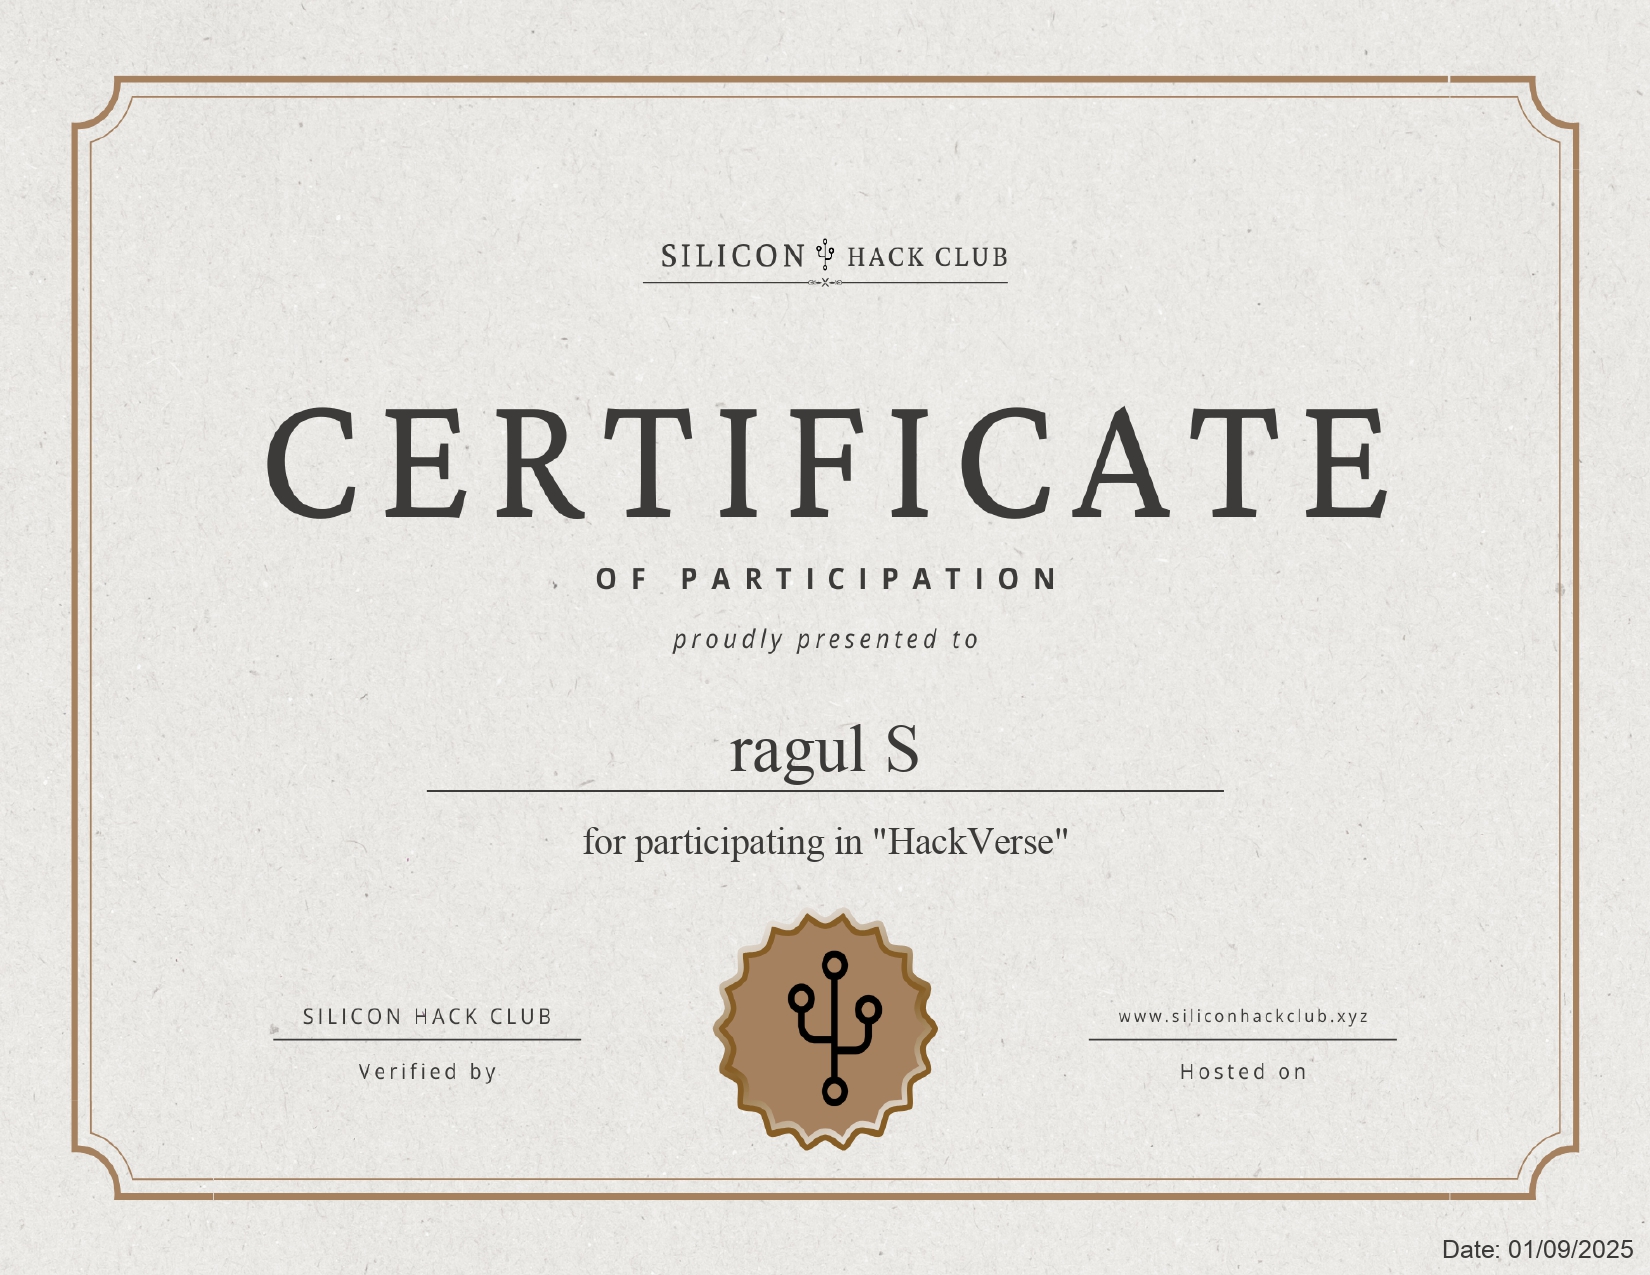 SILICON HACK CLUB
CERTIFICATE
OF PARTICIPATION
proudly presented to
ragul S
for participating in "HackVerse"
SILICON HACK CLUB
Verified by
www.siliconhackclub.xyz
Hosted on
Date: 01/09/2025